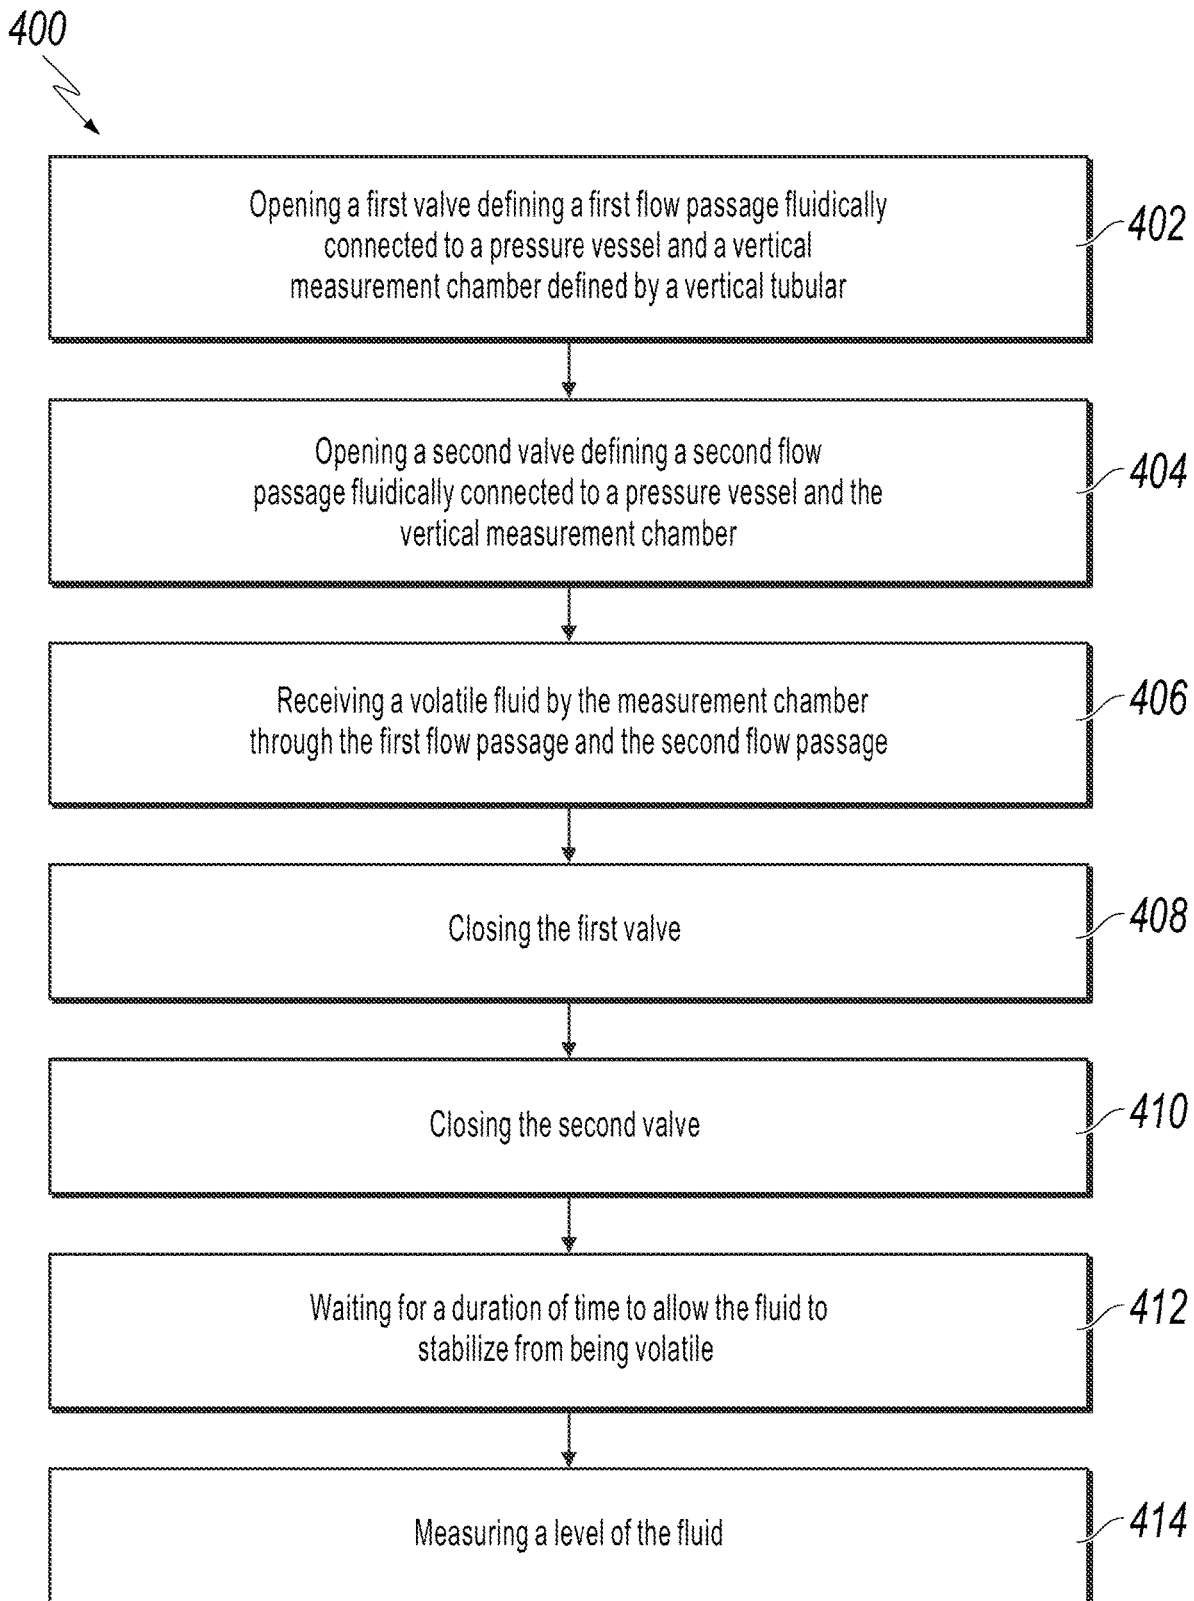 400
Opening a first valve defining a first flow passage fluidically
connected to a pressure vessel and a vertical
measurement chamber defined by a vertical tubular
402
Opening a second valve defining a second flow
passage fluidically connected to a pressure vessel and the
vertical measurement chamber
404
Receiving a volatile fluid by the measurement chamber
through the first flow passage and the second flow passage
406
Closing the first valve
408
Closing the second valve
410
Waiting for a duration of time to allow the fluid to
stabilize from being volatile
412
Measuring a level of the fluid
414